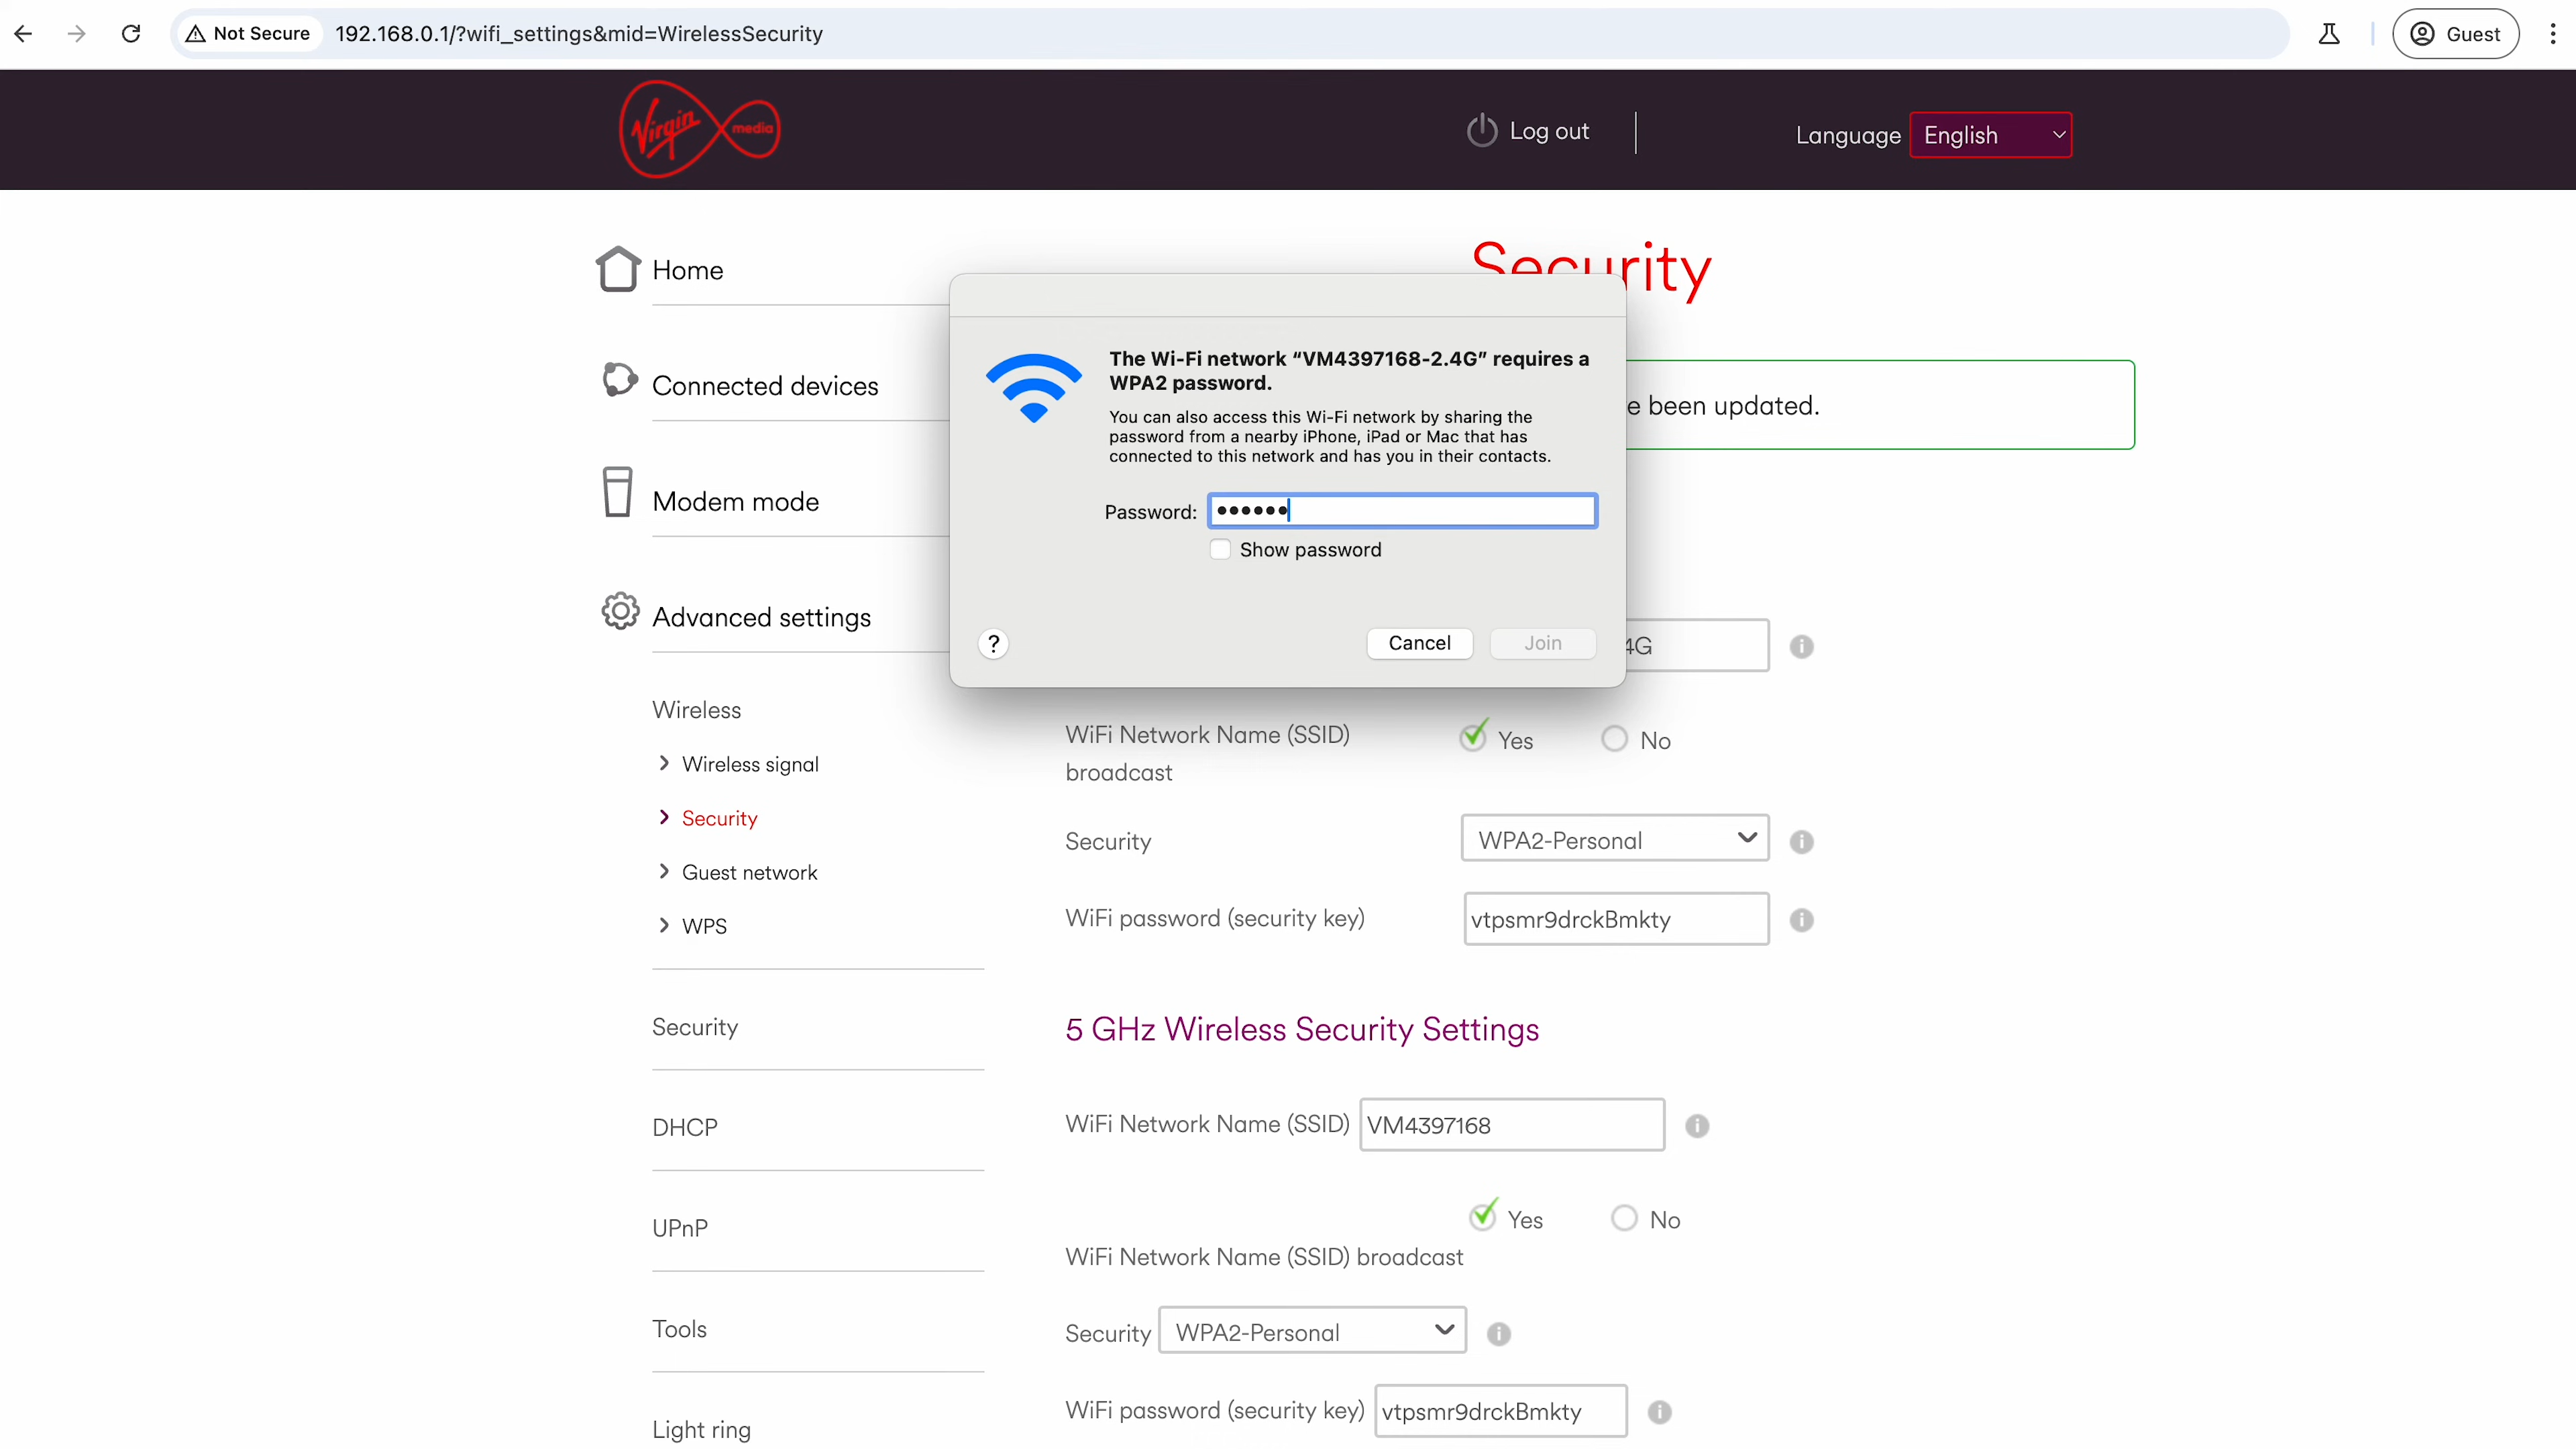 Not Secure
192.168.0.1/?wifi_settings&mid=WirelessSecurity
Guest
Virgin media
Log out
Language
English
Home
Connected devices
Modem mode
Advanced settings
Wireless
Wireless signal
Security
Guest network
WPS
Security
DHCP
UPnP
Tools
Light ring
Security
e been updated.
The Wi-Fi network “VM4397168-2.4G” requires a
WPA2 password.
You can also access this Wi-Fi network by sharing the
password from a nearby iPhone, iPad or Mac that has
connected to this network and has you in their contacts.
Password: ••••••
Show password
?
Cancel
Join
4G
WiFi Network Name (SSID)
broadcast
Yes
No
Security
WPA2-Personal
WiFi password (security key)
vtpsmr9drckBmkty
5 GHz Wireless Security Settings
WiFi Network Name (SSID)
VM4397168
Yes
No
WiFi Network Name (SSID) broadcast
Security
WPA2-Personal
WiFi password (security key)
vtpsmr9drckBmkty